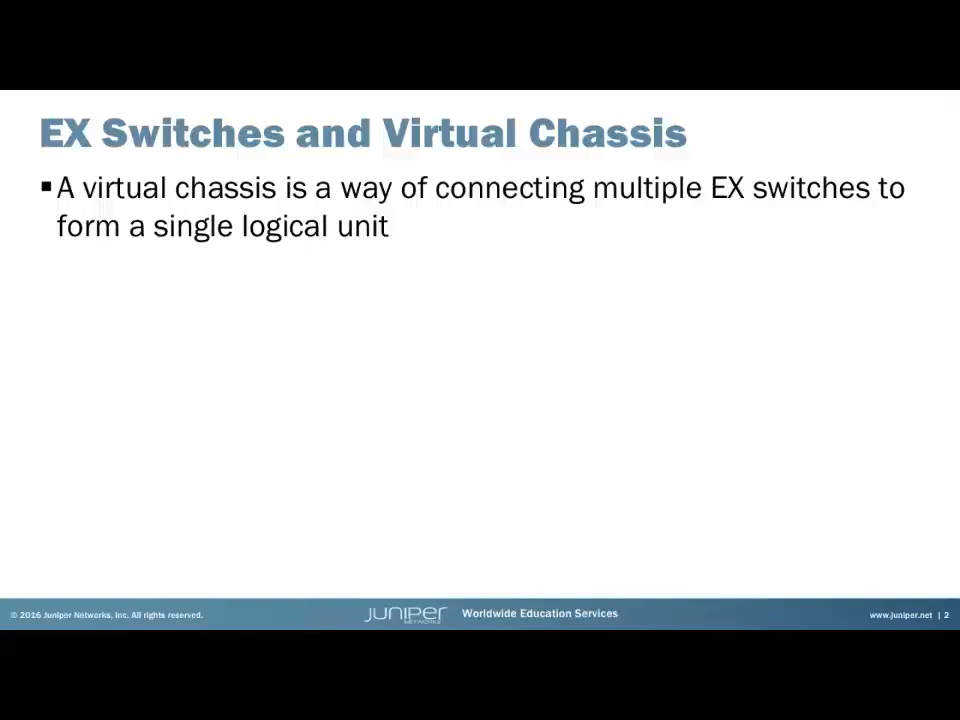 EX Switches and Virtual Chassis
▪ A virtual chassis is a way of connecting multiple EX switches to
form a single logical unit
© 2016 Juniper Networks, Inc. All rights reserved.
JUNIPER
NETWORKS
Worldwide Education Services
www.juniper.net | 2